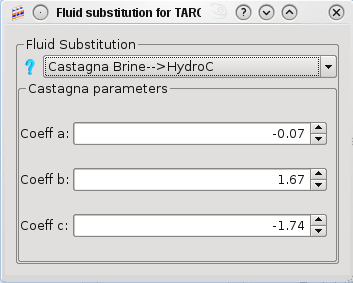 Fluid substitution for TARC
Fluid Substitution
Castagna Brine-->HydroC
Castagna parameters
Coeff a: -0.07
Coeff b: 1.67
Coeff c: -1.74